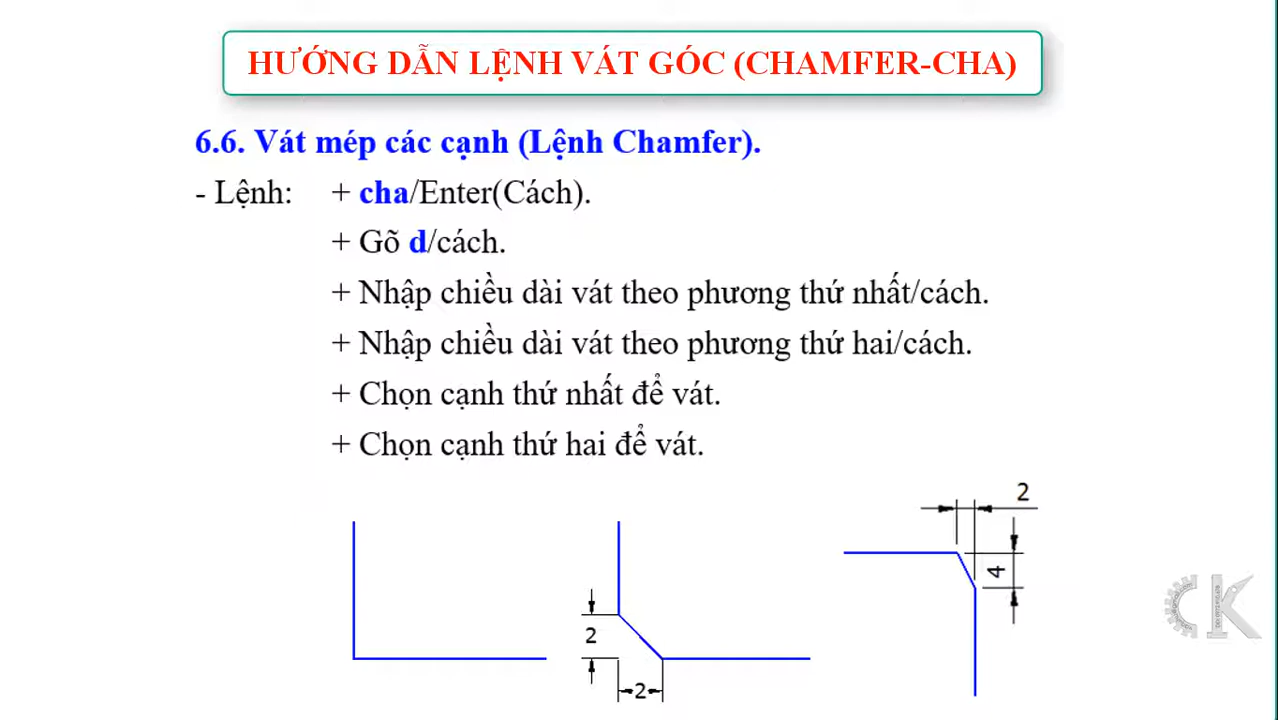 HƯỚNG DẪN LỆNH VÁT GÓC (CHAMFER-CHA)
6.6. Vát mép các cạnh (Lệnh Chamfer).
- Lệnh: + cha/Enter(Cách).
+ Gõ d/cách.
+ Nhập chiều dài vát theo phương thứ nhất/cách.
+ Nhập chiều dài vát theo phương thứ hai/cách.
+ Chọn cạnh thứ nhất để vát.
+ Chọn cạnh thứ hai để vát.
2
4
2
2
CK